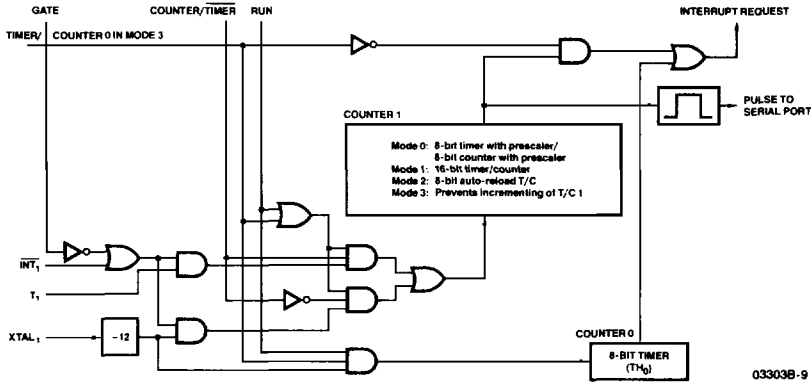 GATE
COUNTER/TIMER
RUN
INTERRUPT REQUEST
TIMER/ COUNTER 0 IN MODE 3
PULSE TO
SERIAL PORT
COUNTER 1
Mode 0: 8-bit timer with prescaler/
8-bit counter with prescaler
Mode 1: 16-bit timer/counter
Mode 2: 8-bit auto-reload T/C
Mode 3: Prevents incrementing of T/C 1
INT1
T1
XTAL1
÷12
COUNTER 0
8-BIT TIMER
(TH0)
03303B-9